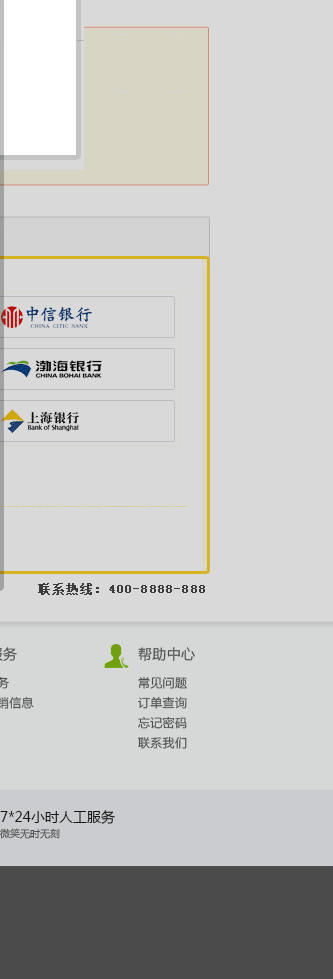 中信银行
CHINA CITIC BANK
渤海银行
CHINA BOHAI BANK
上海银行
Bank of Shanghai
联系热线：400-8888-888
服务
帮助中心
务
常见问题
销信息
订单查询
忘记密码
联系我们
7*24小时人工服务
微笑无时无刻